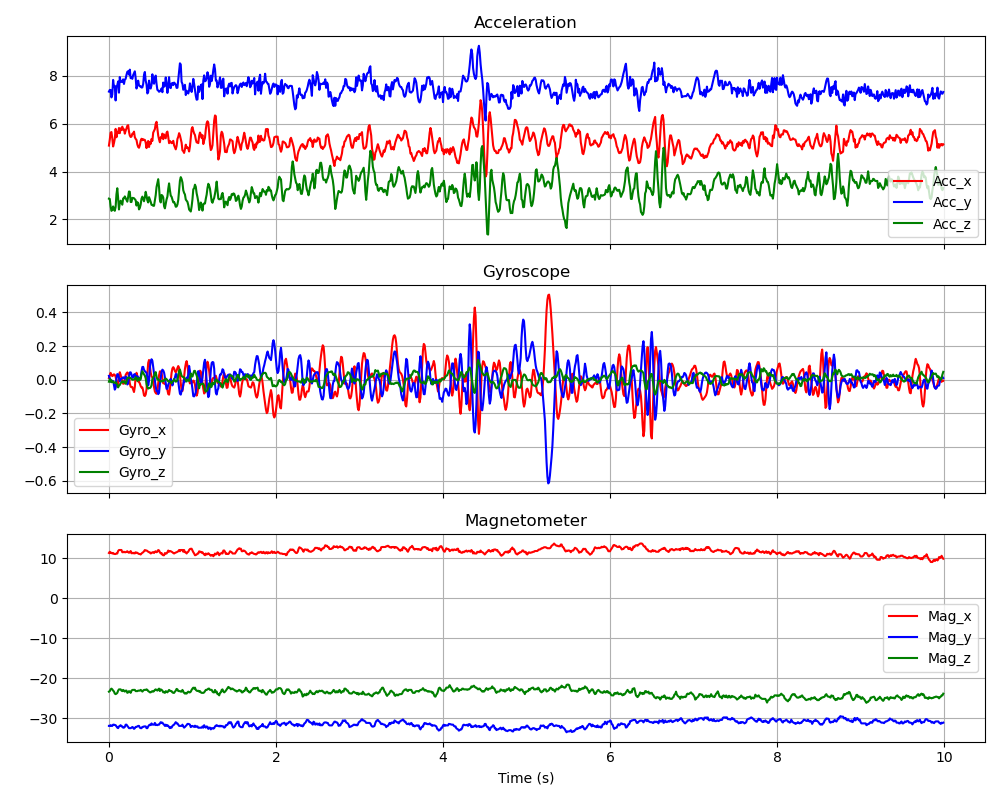 Acceleration
8
6
4
2
Acc_x
Acc_y
Acc_z
Gyroscope
0.4
0.2
0.0
−0.2
−0.4
−0.6
Gyro_x
Gyro_y
Gyro_z
Magnetometer
10
0
−10
−20
−30
Mag_x
Mag_y
Mag_z
0 2 4 6 8 10
Time (s)